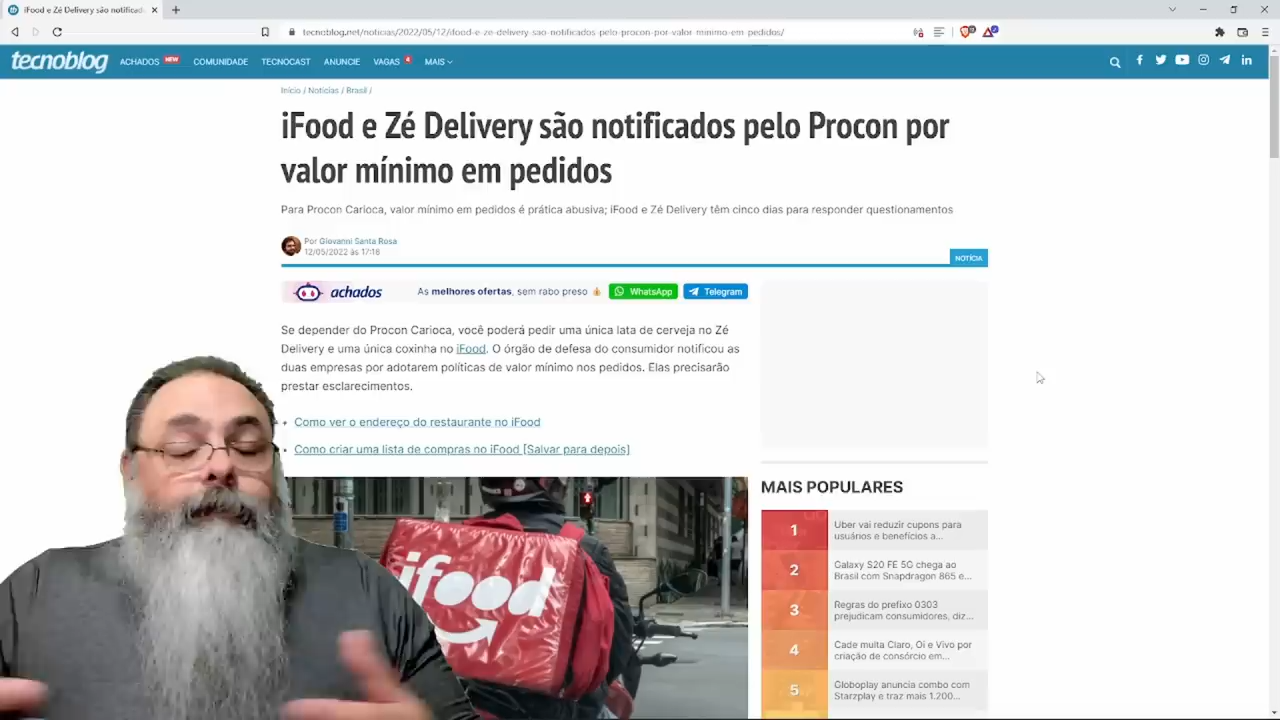 iFood e Zé Delivery são notificad
tecnoblog.net/noticias/2022/05/12/ifood-e-ze-delivery-sao-notificados-pelo-procon-por-valor-minimo-em-pedidos/
tecnoblog
ACHADOS NEW COMUNIDADE TECNOCAST ANUNCIE VAGAS MAIS
Início / Notícias / Brasil /
iFood e Zé Delivery são notificados pelo Procon por
valor mínimo em pedidos
Para Procon Carioca, valor mínimo em pedidos é prática abusiva; iFood e Zé Delivery têm cinco dias para responder questionamentos
Por Giovanni Santa Rosa
12/05/2022 às 17:16
NOTÍCIA
achados
As melhores ofertas, sem rabo preso
WhatsApp
Telegram
Se depender do Procon Carioca, você poderá pedir uma única lata de cerveja no Zé
Delivery e uma única coxinha no iFood. O órgão de defesa do consumidor notificou as
duas empresas por adotarem políticas de valor mínimo nos pedidos. Elas precisarão
prestar esclarecimentos.
Como ver o endereço do restaurante no iFood
Como criar uma lista de compras no iFood [Salvar para depois]
ifood
MAIS POPULARES
1
Uber vai reduzir cupons para
usuários e benefícios a...
2
Galaxy S20 FE 5G chega ao
Brasil com Snapdragon 865 e...
3
Regras do prefixo 0303
prejudicam consumidores, diz...
4
Cade multa Claro, Oi e Vivo por
criação de consórcio em...
5
Globoplay anuncia combo com
Starzplay e traz mais 1.200...